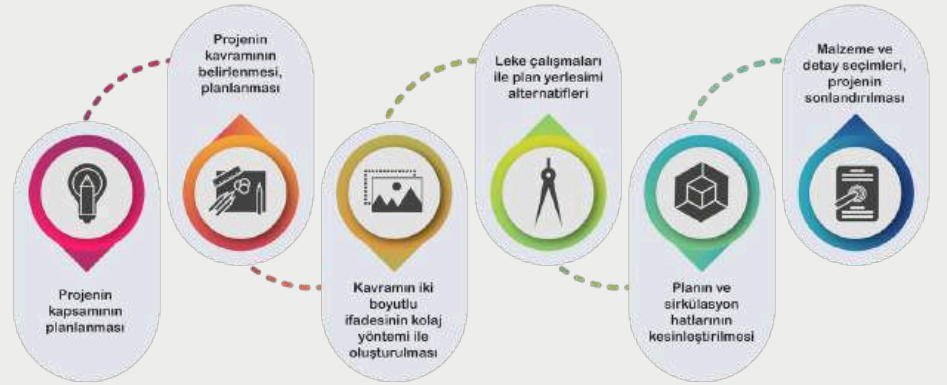 Projenin
kapsamının
planlanması
Projenin
kavramının
belirlenmesi,
planlanması
Kavramın iki
boyutlu
ifadesinin kolaj
yöntemi ile
oluşturulması
Leke çalışmaları
ile plan yerlesimi
alternatifleri
Planın ve
sirkülasyon
hatlarının
kesinleştirilmesi
Malzeme ve
detay seçimleri,
projenin
sonlandırılması